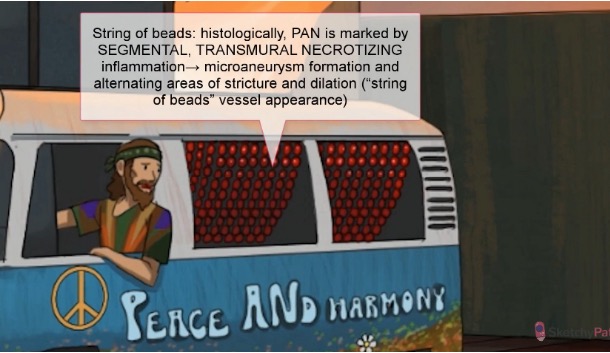 String of beads: histologically, PAN is marked by
SEGMENTAL, TRANSMURAL NECROTIZING
inflammation→ microaneurysm formation and
alternating areas of stricture and dilation (“string
of beads” vessel appearance)
PEACE AND HARMONY
SketchyPat